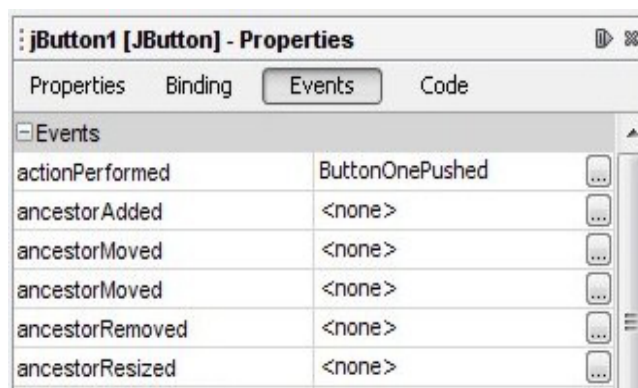 jButton1 [JButton] - Properties
Properties Binding Events Code
Events
actionPerformed ButtonOnePushed ...
ancestorAdded <none> ...
ancestorMoved <none> ...
ancestorMoved <none> ...
ancestorRemoved <none> ...
ancestorResized <none> ...